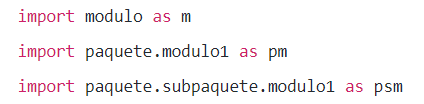 import modulo as m
import paquete.modulo1 as pm
import paquete.subpaquete.modulo1 as psm